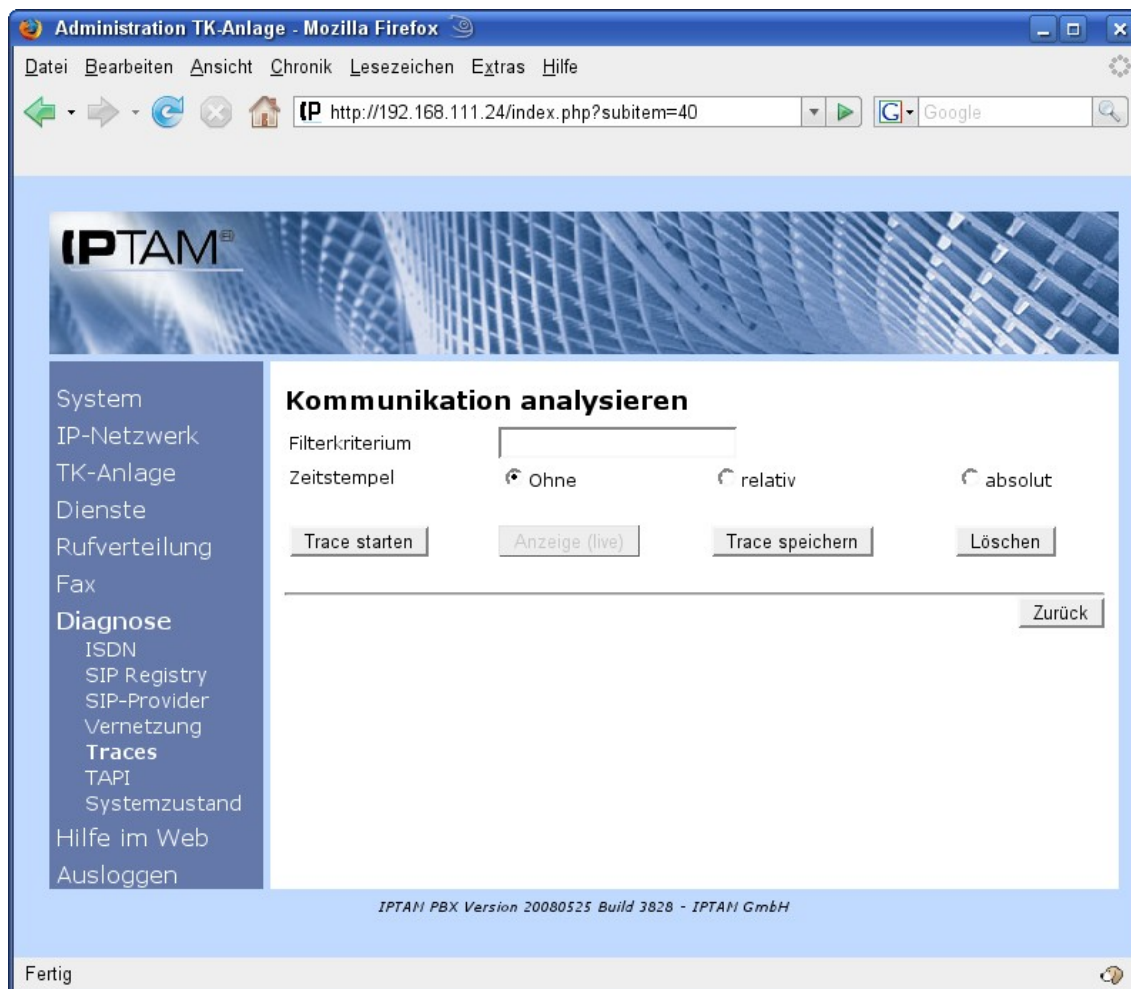 Administration TK-Anlage - Mozilla Firefox
Datei Bearbeiten Ansicht Chronik Lesezeichen Extras Hilfe
(P http://192.168.111.24/index.php?subitem=40 G Google
(PTAM®
System
IP-Netzwerk
TK-Anlage
Dienste
Rufverteilung
Fax
Diagnose
ISDN
SIP Registry
SIP-Provider
Vernetzung
Traces
TAPI
Systemzustand
Hilfe im Web
Ausloggen
Kommunikation analysieren
Filterkriterium
Zeitstempel Ohne relativ absolut
Trace starten Anzeige (live) Trace speichern Löschen
Zurück
IPTAM PBX Version 20080525 Build 3828 - IPTAM GmbH
Fertig